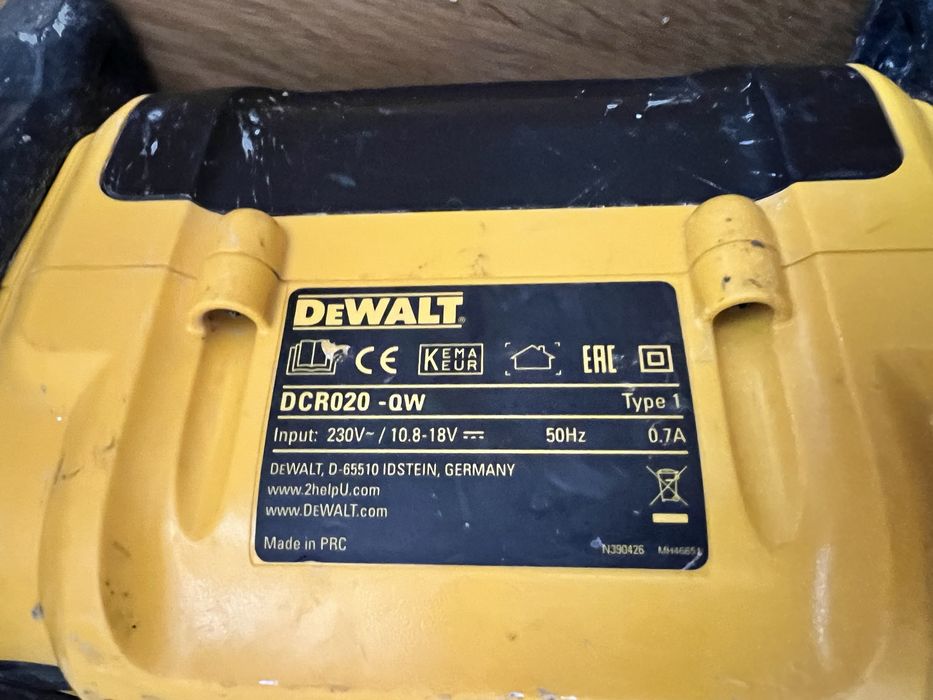 DEWALT®
CE KEMA EUR EAC
DCR020 -QW Type 1
Input: 230V~ / 10.8-18V ⎓ 50Hz 0.7A
DEWALT, D-65510 IDSTEIN, GERMANY
www.2helpU.com
www.DEWALT.com
Made in PRC N390426